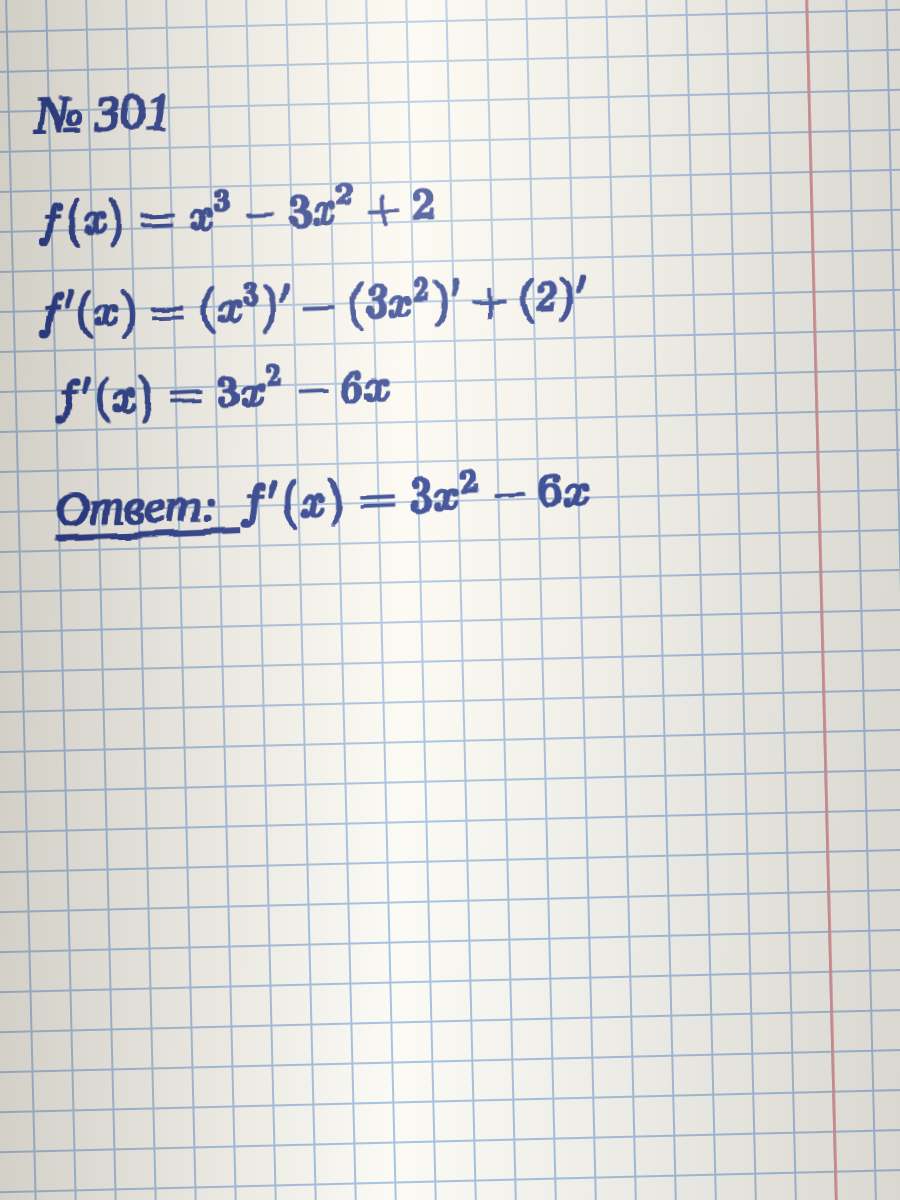 № 301
f(x) = x³ − 3x² + 2
f′(x) = (x³)′ − (3x²)′ + (2)′
f′(x) = 3x² − 6x
Ответ: f′(x) = 3x² − 6x